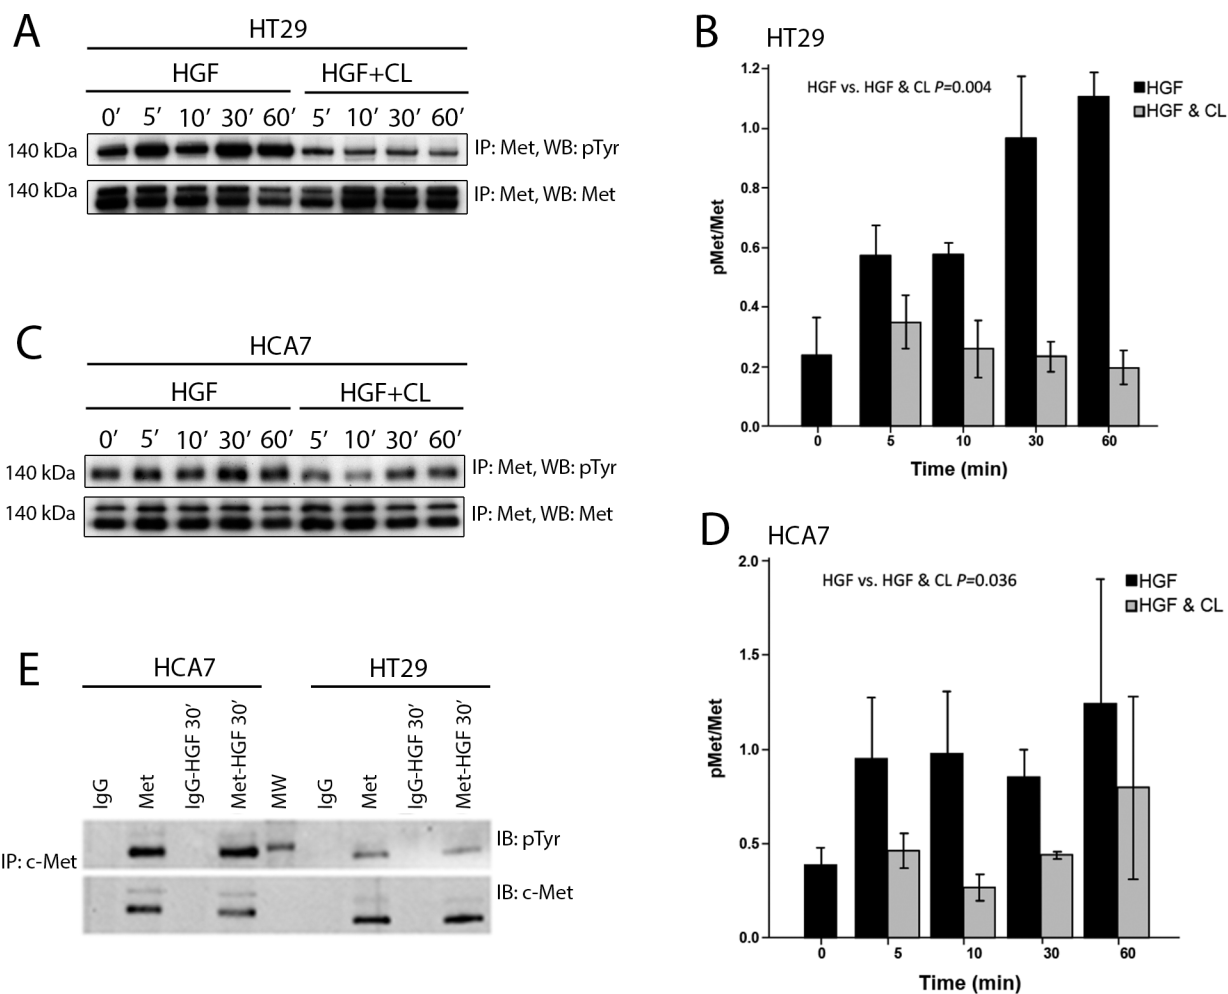 A
HT29
HGF HGF+CL
0’ 5’ 10’ 30’ 60’ 5’ 10’ 30’ 60’
140 kDa IP: Met, WB: pTyr
140 kDa IP: Met, WB: Met
B HT29
1.2
1.0
0.8
0.6
0.4
0.2
0.0
pMet/Met
HGF vs. HGF & CL P=0.004
HGF
HGF & CL
0 5 10 30 60
Time (min)
C
HCA7
HGF HGF+CL
0’ 5’ 10’ 30’ 60’ 5’ 10’ 30’ 60’
140 kDa IP: Met, WB: pTyr
140 kDa IP: Met, WB: Met
D HCA7
2.0
1.5
1.0
0.5
0.0
pMet/Met
HGF vs. HGF & CL P=0.036
HGF
HGF & CL
0 5 10 30 60
Time (min)
E
HCA7 HT29
IgG
Met
IgG-HGF 30’
Met-HGF 30’
MW
IgG
Met
IgG-HGF 30’
Met-HGF 30’
IP: c-Met
IB: pTyr
IB: c-Met